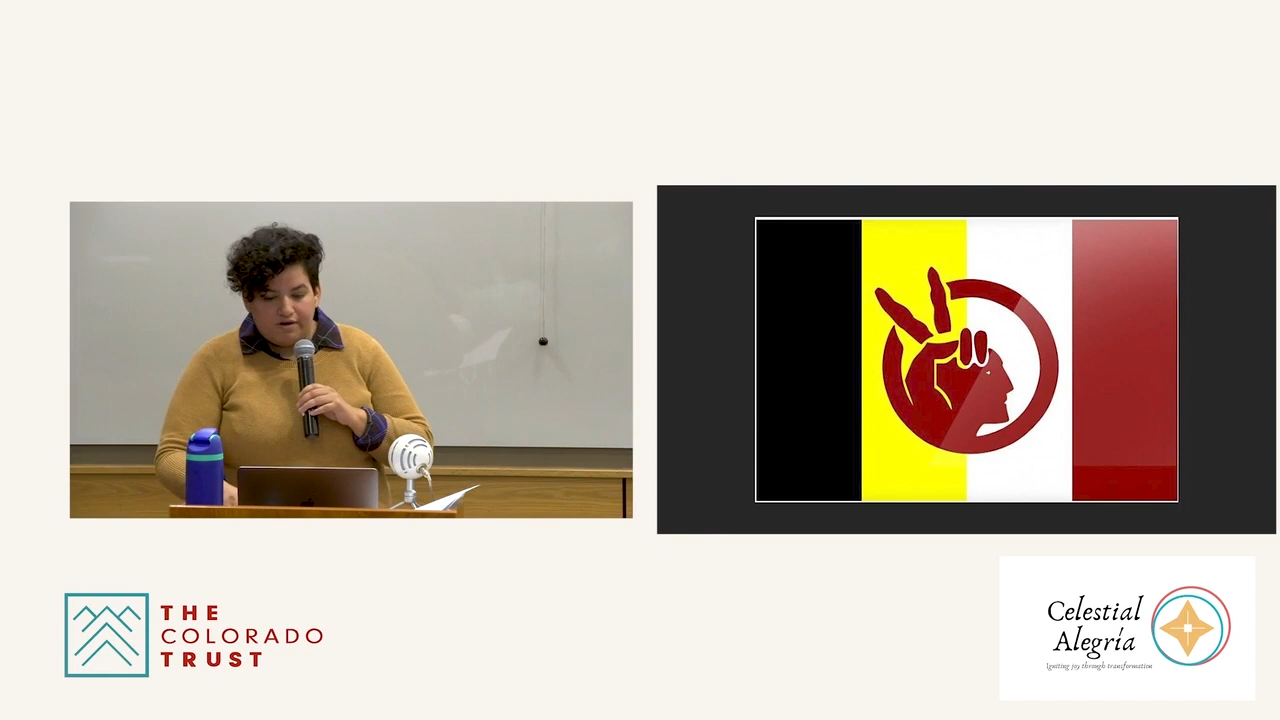 THE
COLORADO
TRUST
Celestial
Alegría
Igniting joy through transformation